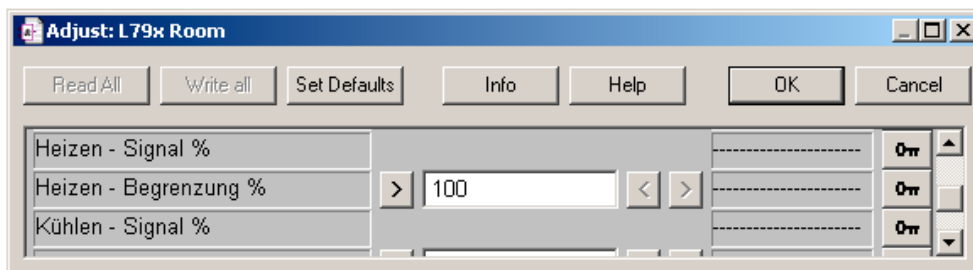 Adjust: L79x Room
Read All Write all Set Defaults Info Help OK Cancel
Heizen - Signal % ---------------------
Heizen - Begrenzung % > 100 < > ---------------------
Kühlen - Signal % ---------------------